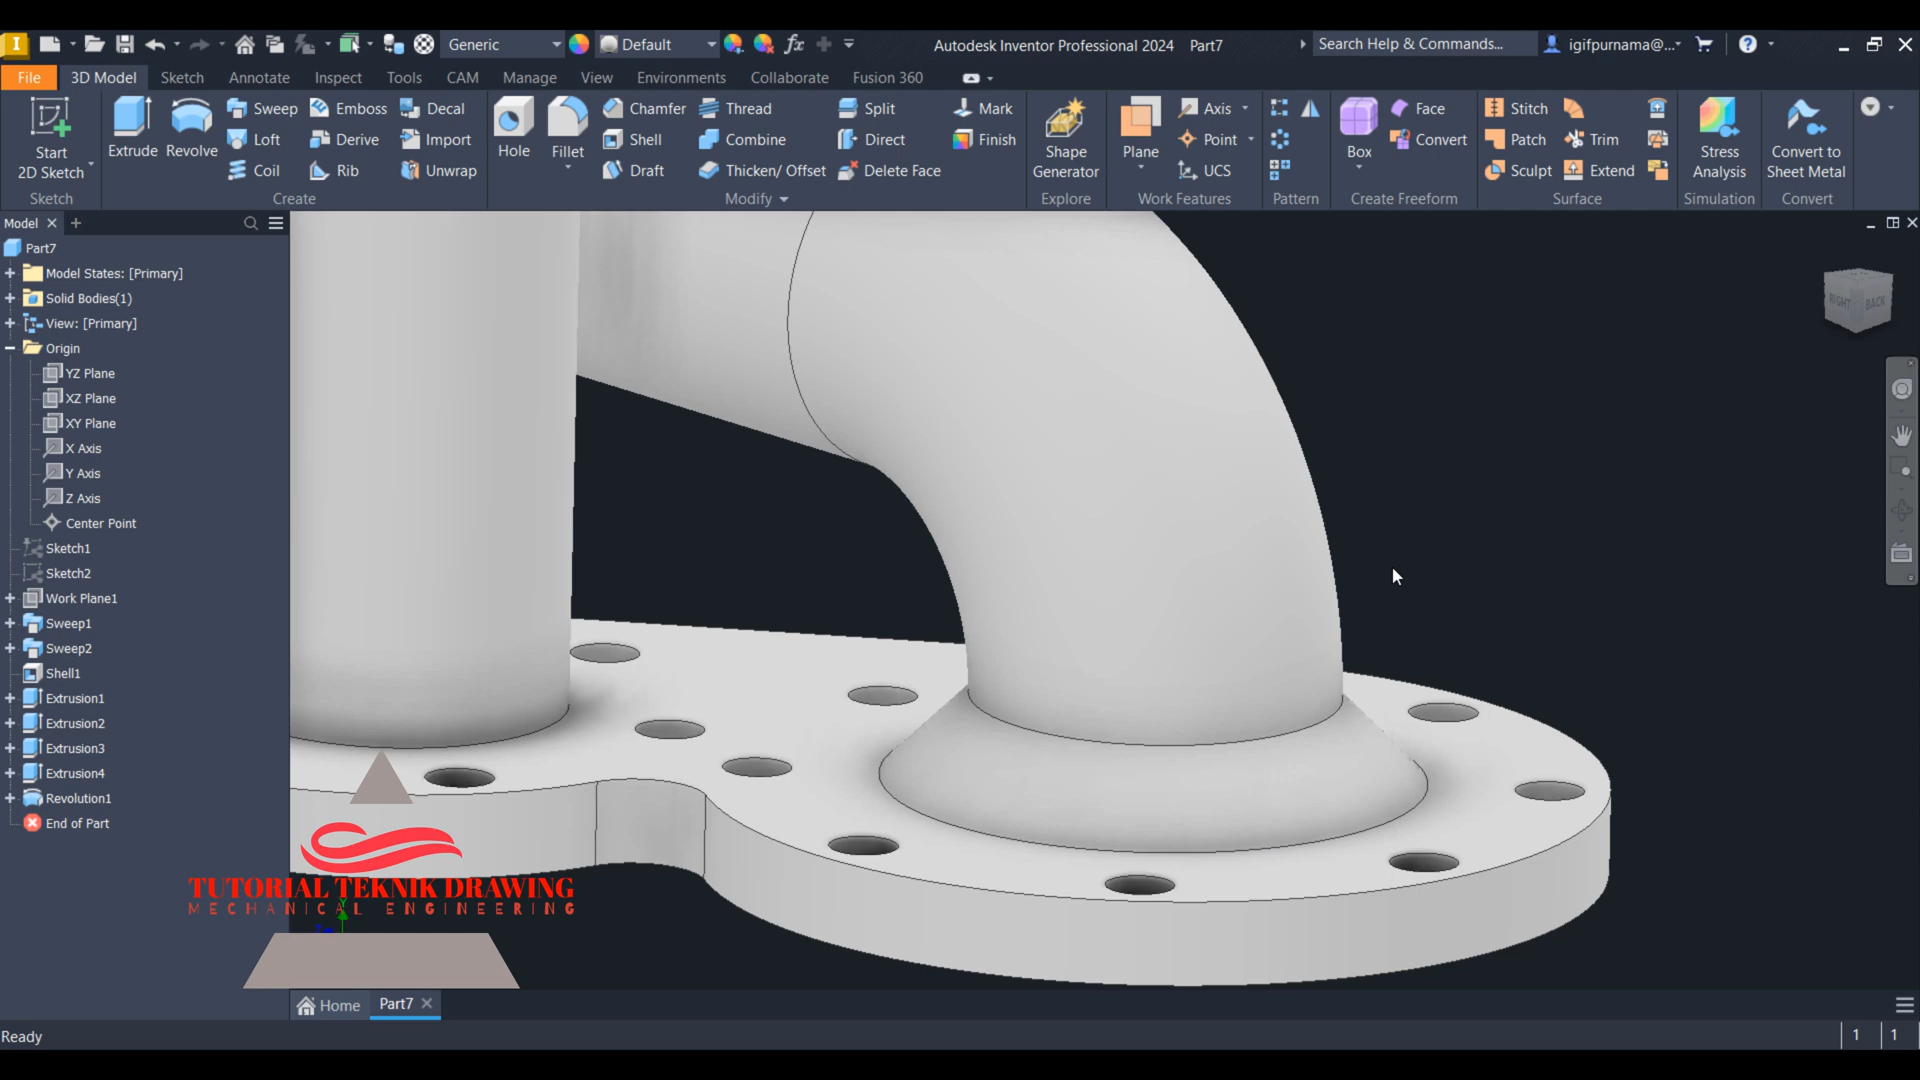 I
Generic
Default
fx
Autodesk Inventor Professional 2024 Part7
Search Help & Commands...
igifpurnama@...
?
File 3D Model Sketch Annotate Inspect Tools CAM Manage View Environments Collaborate Fusion 360
Start
2D Sketch
Extrude
Revolve
Sweep Emboss Decal
Loft Derive Import
Coil Rib Unwrap
Hole
Fillet
Chamfer Thread Split Mark
Shell Combine Direct Finish
Draft Thicken/ Offset Delete Face
Shape
Generator
Plane
Axis
Point
UCS
Box
Face
Convert
Stitch
Patch Trim
Sculpt Extend
Stress
Analysis
Convert to
Sheet Metal
Sketch Create Modify Explore Work Features Pattern Create Freeform Surface Simulation Convert
Model
Part7
Model States: [Primary]
Solid Bodies(1)
View: [Primary]
Origin
YZ Plane
XZ Plane
XY Plane
X Axis
Y Axis
Z Axis
Center Point
Sketch1
Sketch2
Work Plane1
Sweep1
Sweep2
Shell1
Extrusion1
Extrusion2
Extrusion3
Extrusion4
Revolution1
End of Part
RIGHT BACK
TUTORIAL TEKNIK DRAWING
MECHANICAL ENGINEERING
Home Part7
Ready
1 1